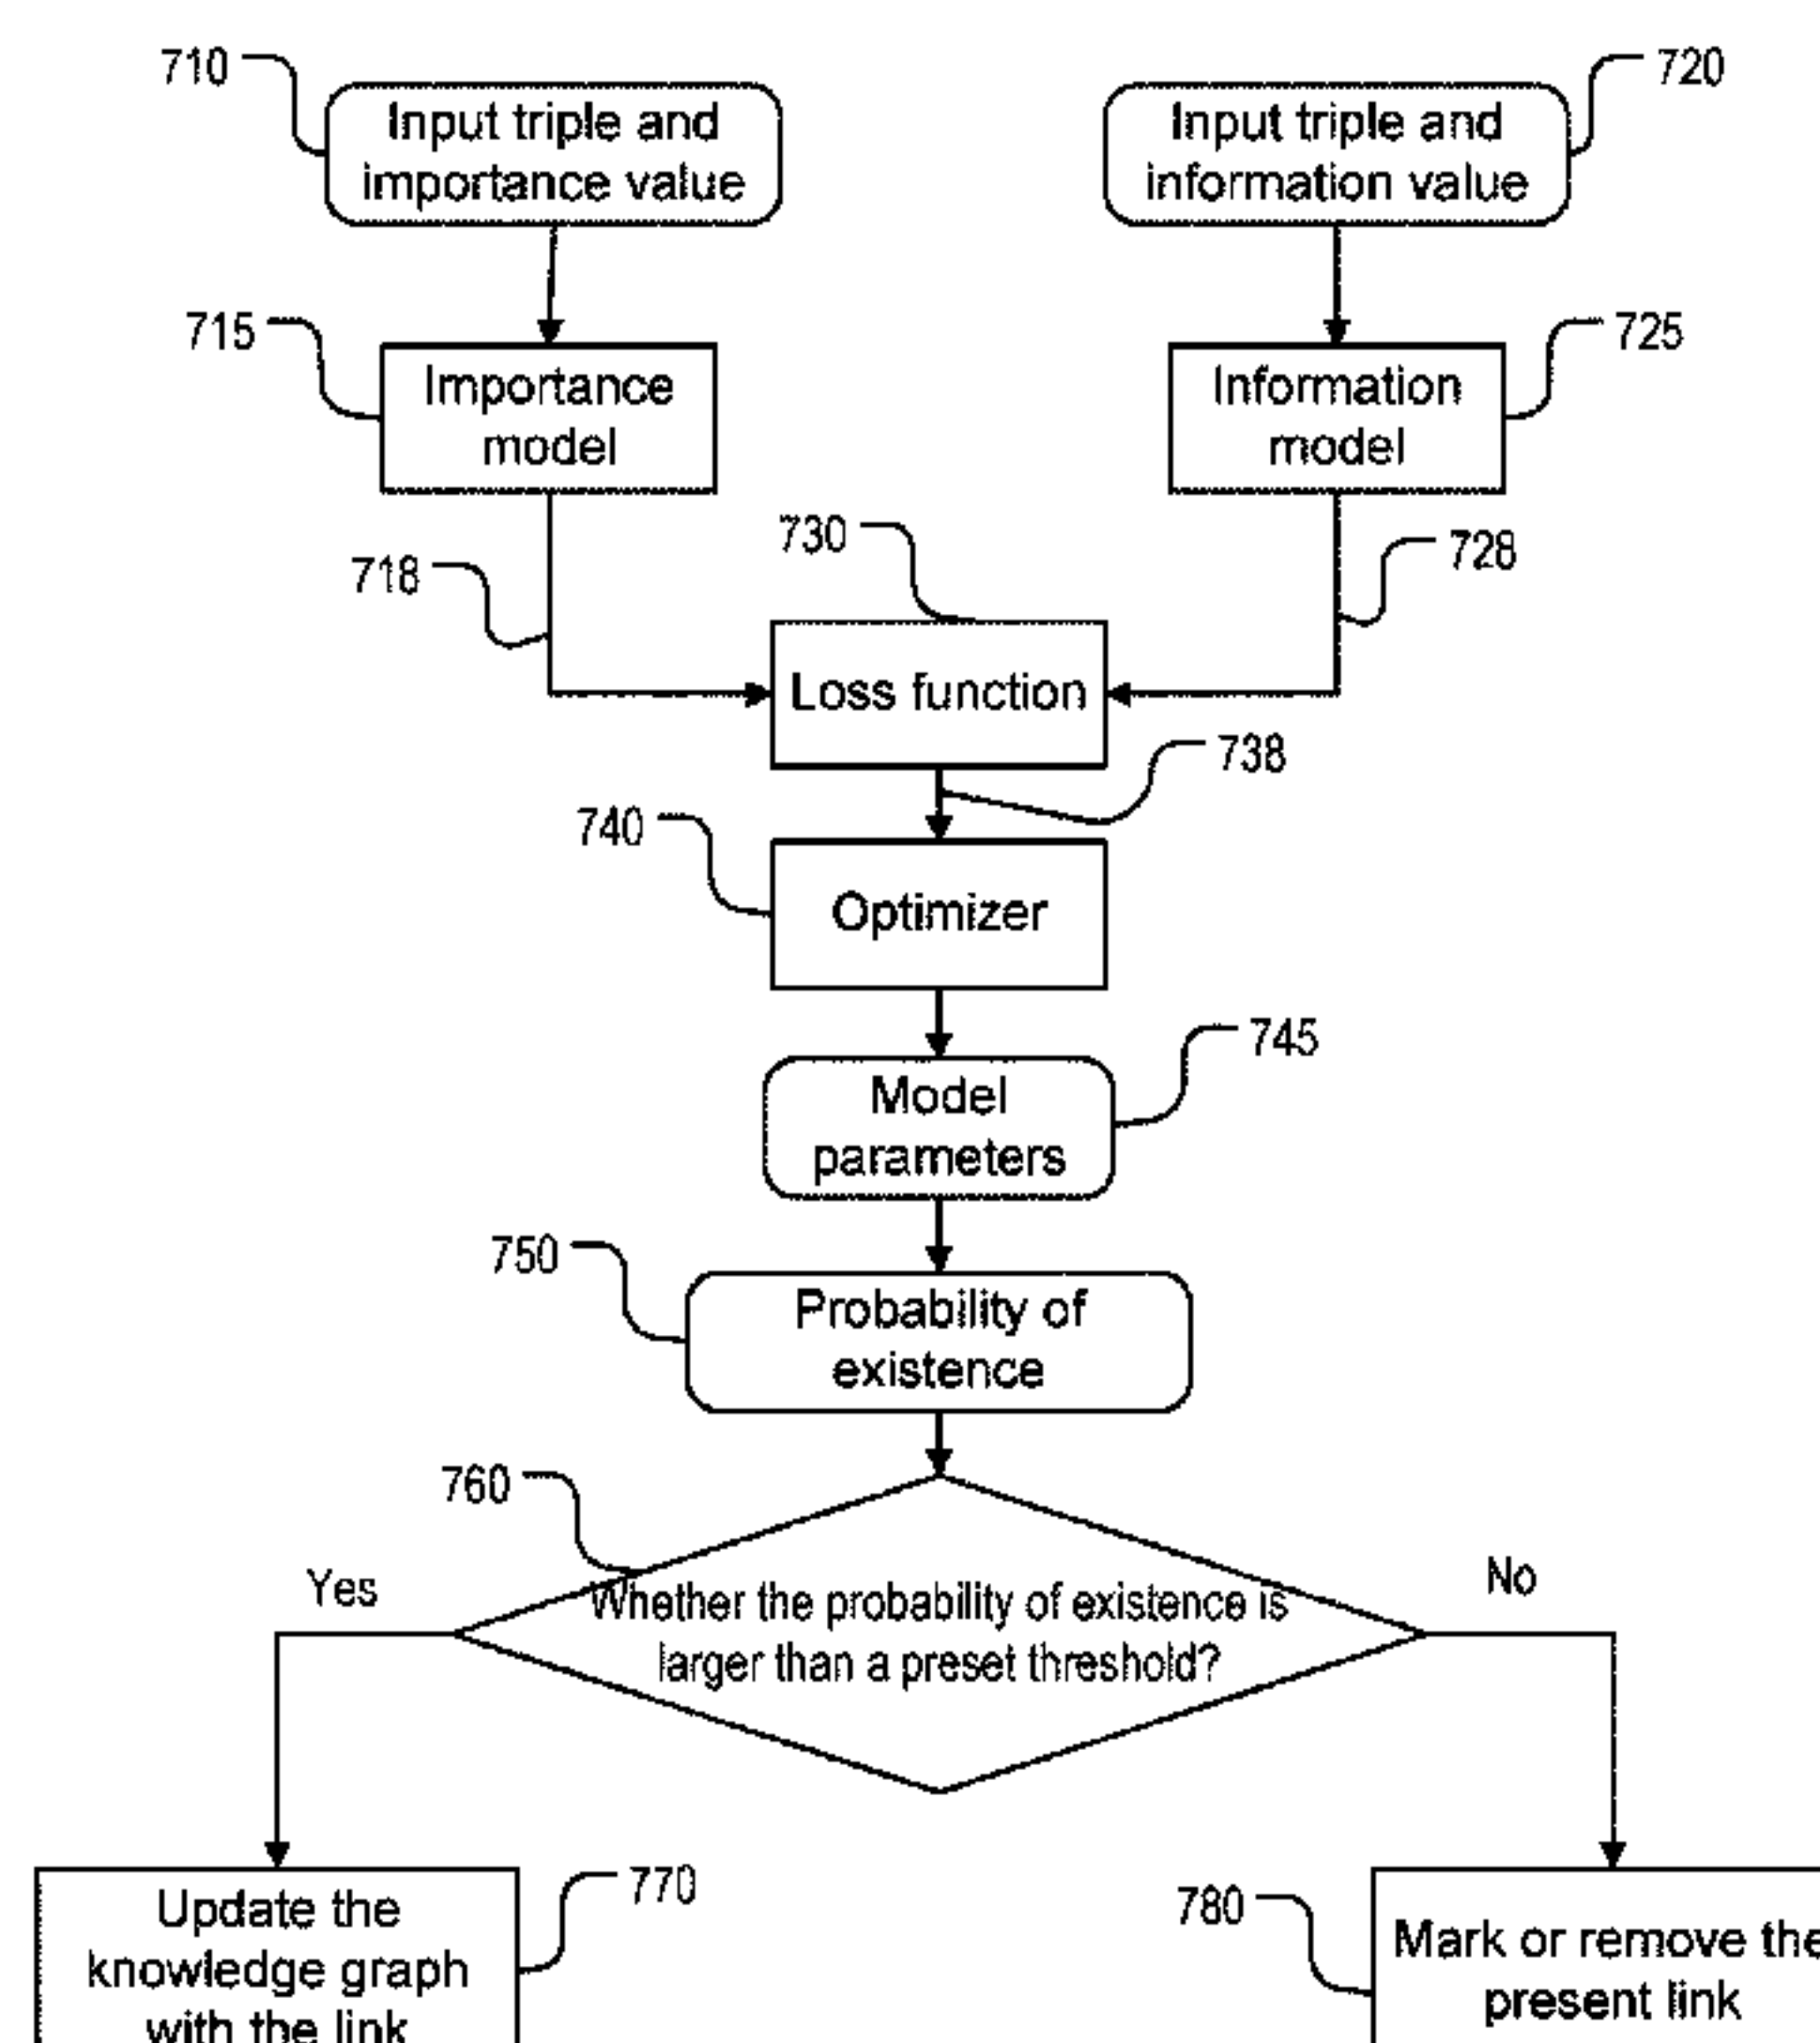 710
Input triple and
importance value
720
Input triple and
information value
715
Importance
model
725
Information
model
718
730
728
Loss function
738
740
Optimizer
745
Model
parameters
750
Probability of
existence
760
Yes
No
Whether the probability of existence is
larger than a preset threshold?
770
Update the
knowledge graph
with the link
780
Mark or remove the
present link